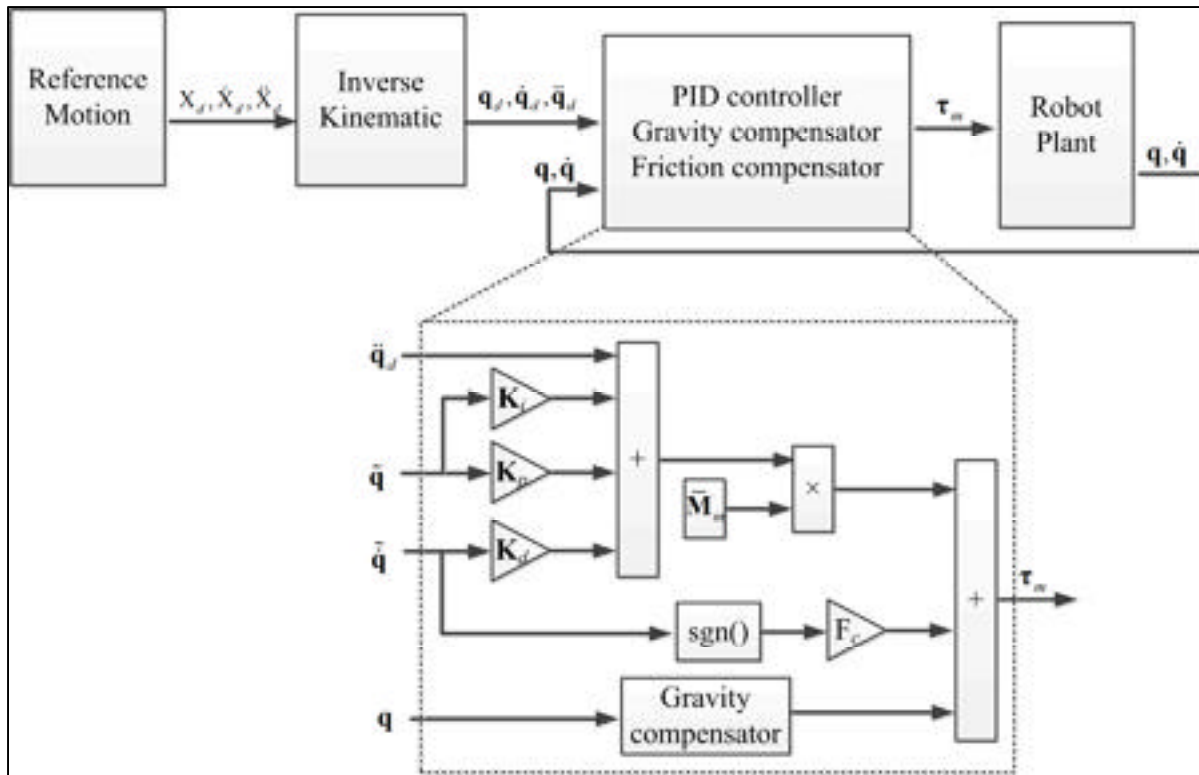 Reference
Motion
Ẋ_d, Ẋ_d, Ẍ_d
Inverse
Kinematic
q_d, q̇_d, q̈_d
PID controller
Gravity compensator
Friction compensator
q, q̇
τ_m
Robot
Plant
q, q̇
q̈_d
K_i
q̃
K_p
+
M̄_m
×
K_d
sgn()
F_c
+
τ_m
q
Gravity
compensator